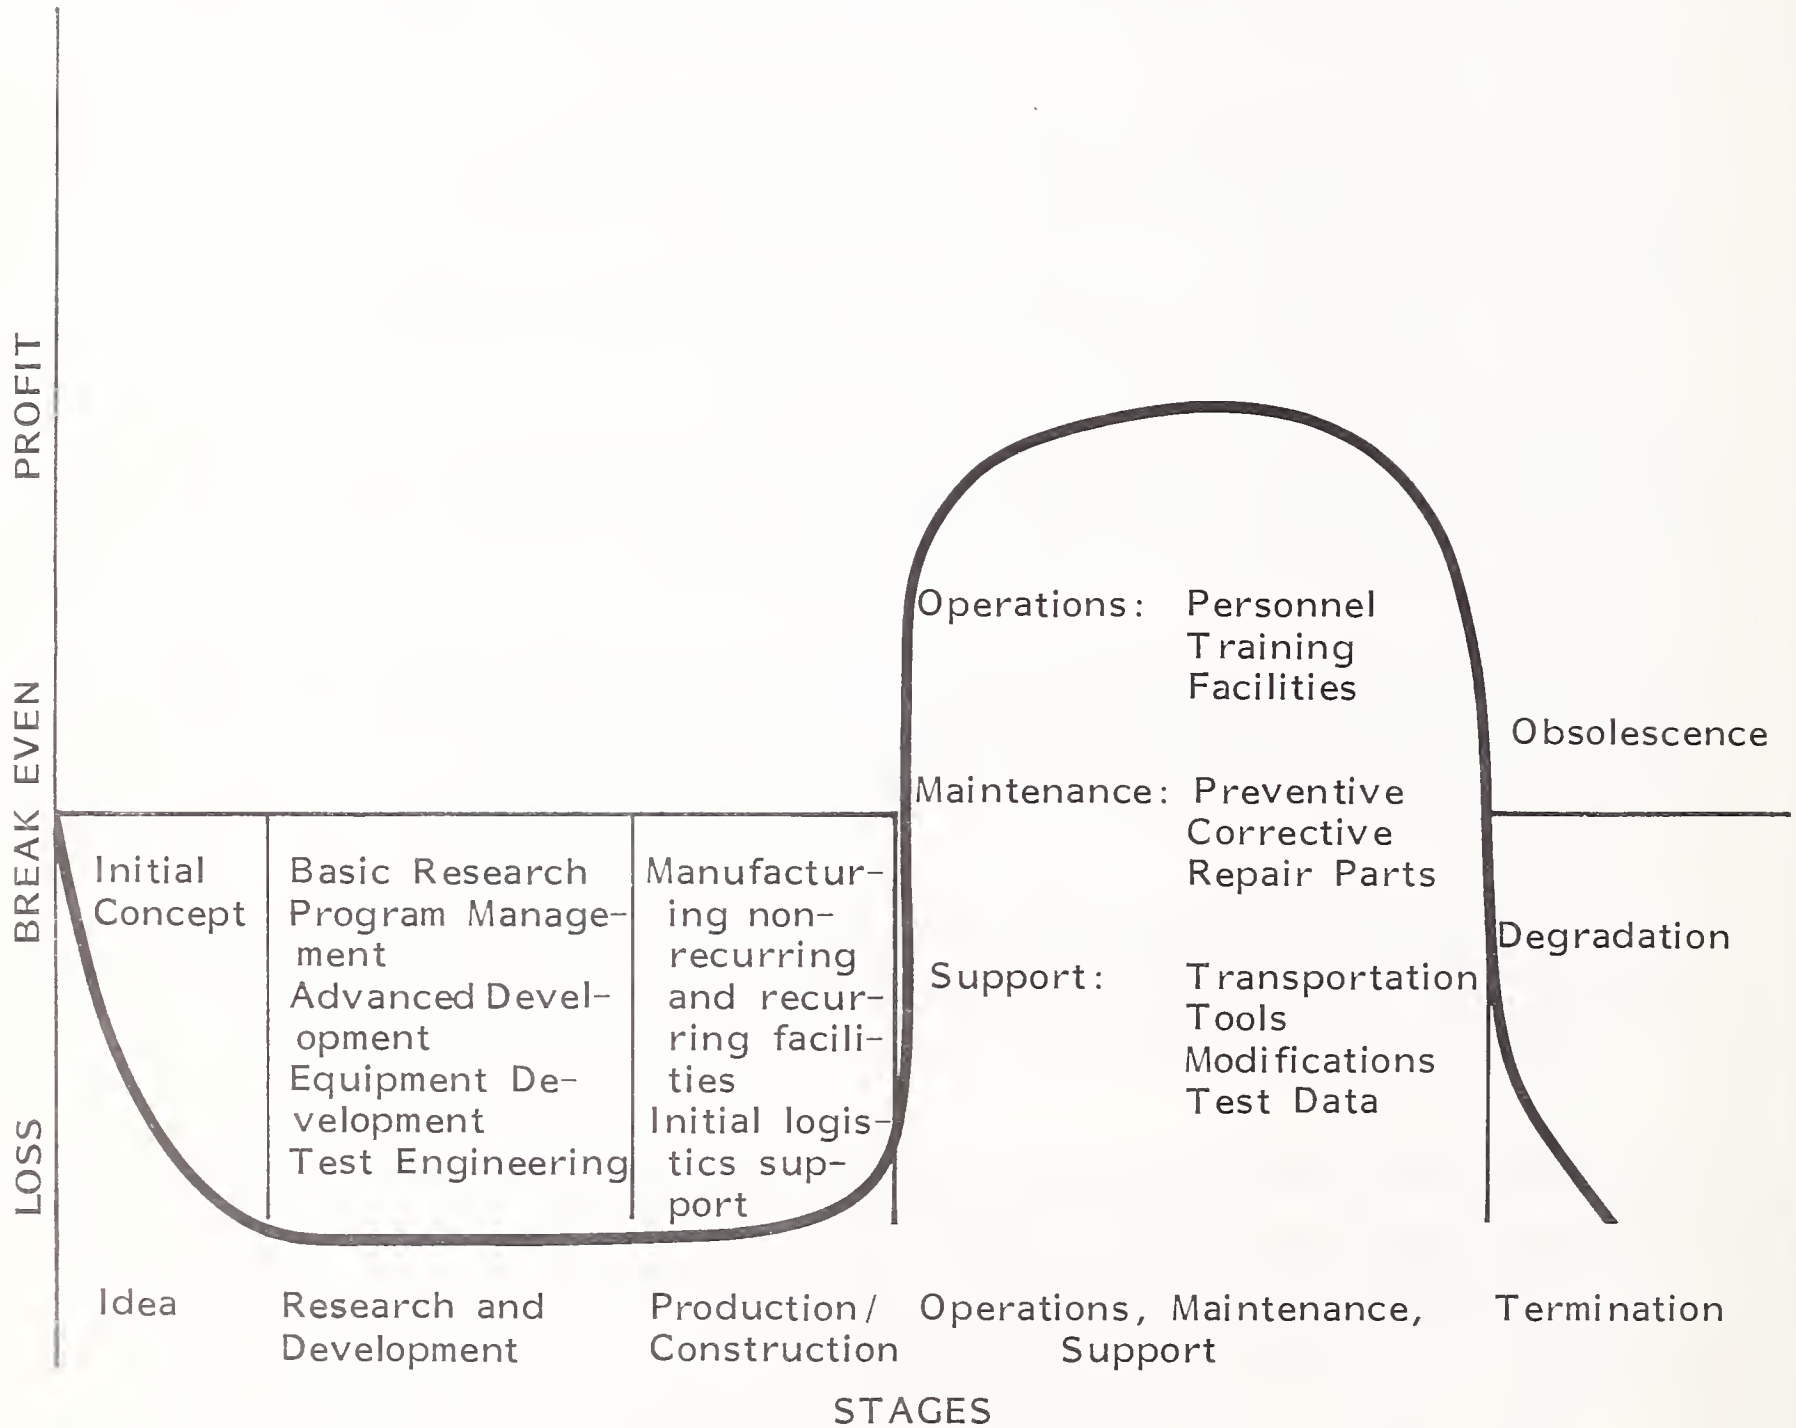 PROFIT
BREAK EVEN
LOSS
Initial
Concept
Basic Research
Program Manage-
ment
Advanced Devel-
opment
Equipment De-
velopment
Test Engineering
Manufactur-
ing non-
recurring
and recur-
ring facili-
ties
Initial logis-
tics sup-
port
Operations: Personnel
Training
Facilities
Maintenance: Preventive
Corrective
Repair Parts
Support: Transportation
Tools
Modifications
Test Data
Obsolescence
Degradation
Idea
Research and
Development
Production/
Construction
Operations, Maintenance,
Support
Termination
STAGES